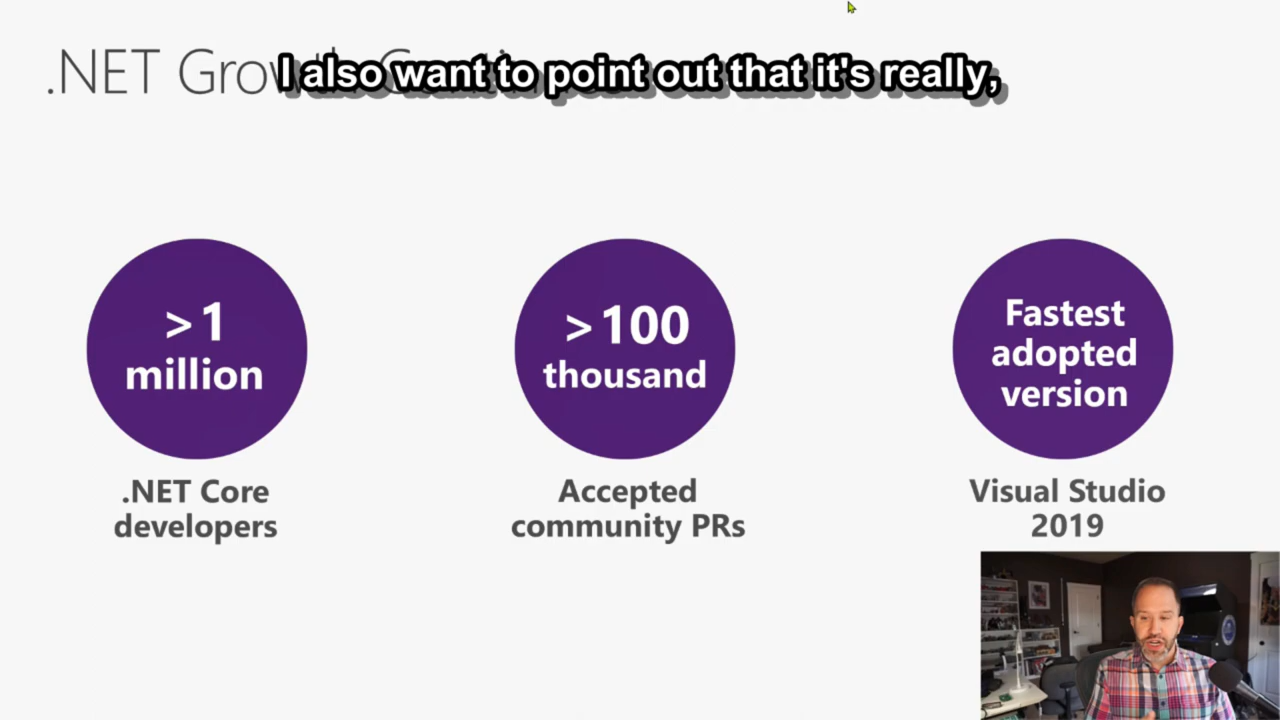 .NET Gro
I also want to point out that it's really,
>1
million
>100
thousand
Fastest
adopted
version
.NET Core
developers
Accepted
community PRs
Visual Studio
2019